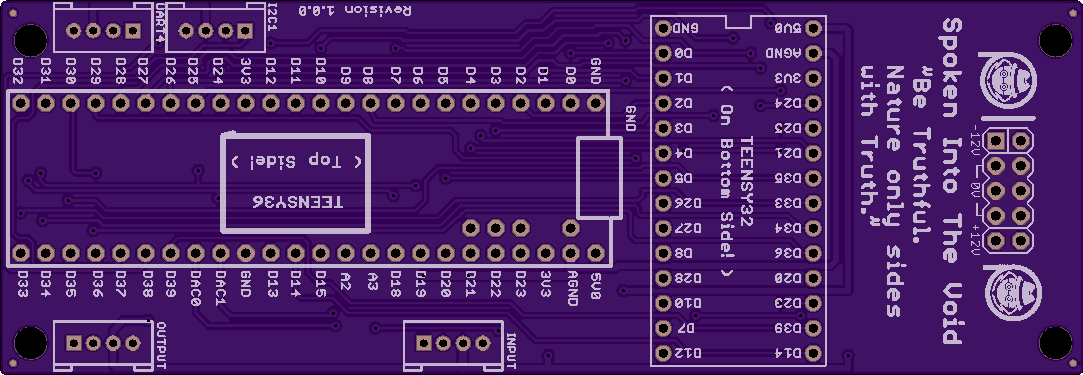 UART4
I2C1
Revision 1.0.0
D32 D31 D30 D29 D28 D27 D26 D25 D24 3V3 D12 D11 D10 D9 D8 D7 D6 D5 D4 D3 D2 D1 D0 GND
GND
< Top Side! >
TEENSY36
D33 D34 D35 D36 D37 D38 D39 DAC0 DAC1 GND D13 D14 D15 A2 A3 D18 D19 D20 D21 D22 D23 3V3 AGND 5V0
OUTPUT
INPUT
GND 5V0
D0 AGND
D1 3V3
D2 D24
D3 D25
D4 D21
D5 D35
D26 D33
D27 D34
D8 D36
D28 D20
D10 D23
D7 D39
D12 D14
TEENSY32
< On Bottom Side! >
Spoken Into The Void
"Be Truthful.
Nature only sides
with Truth."
-12V
0V
+12V